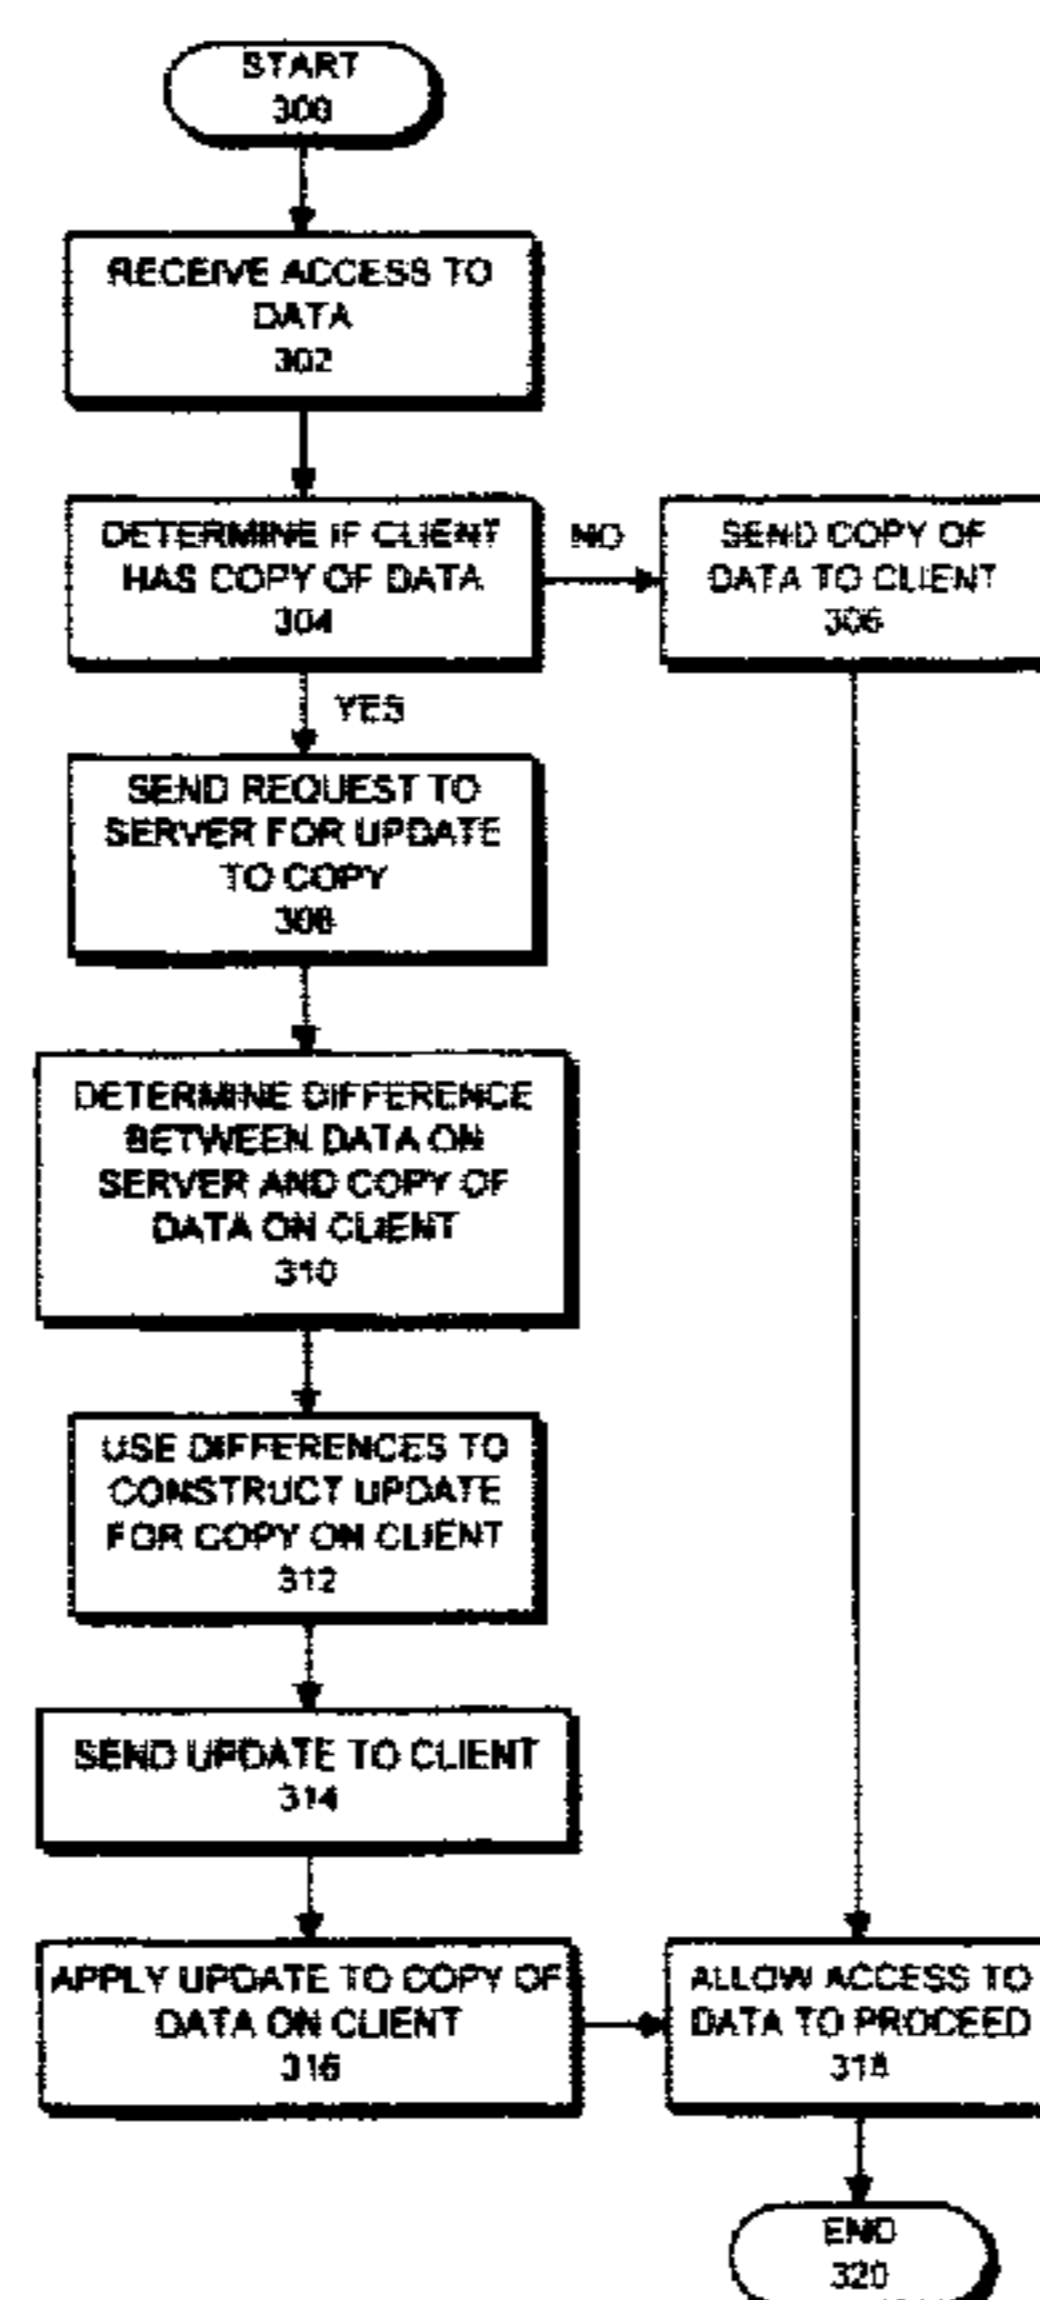 START
300
RECEIVE ACCESS TO
DATA
302
DETERMINE IF CLIENT
HAS COPY OF DATA
304
NO
SEND COPY OF
DATA TO CLIENT
306
YES
SEND REQUEST TO
SERVER FOR UPDATE
TO COPY
308
DETERMINE DIFFERENCE
BETWEEN DATA ON
SERVER AND COPY OF
DATA ON CLIENT
310
USE DIFFERENCES TO
CONSTRUCT UPDATE
FOR COPY ON CLIENT
312
SEND UPDATE TO CLIENT
314
APPLY UPDATE TO COPY OF
DATA ON CLIENT
316
ALLOW ACCESS TO
DATA TO PROCEED
318
END
320